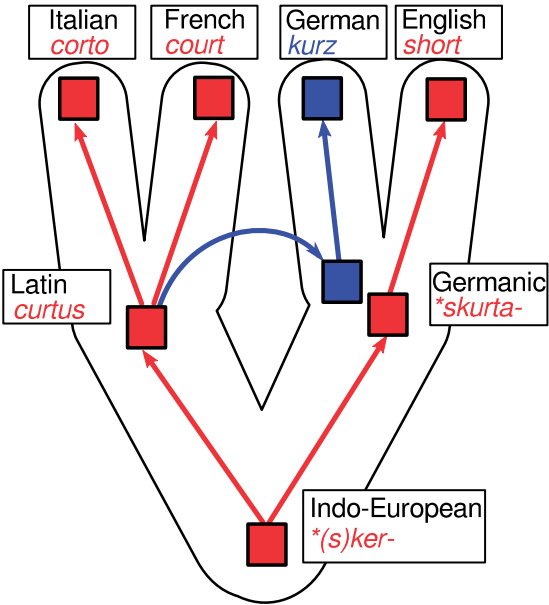 Italian
corto
French
court
German
kurz
English
short
Latin
curtus
Germanic
*skurta-
Indo-European
*(s)ker-